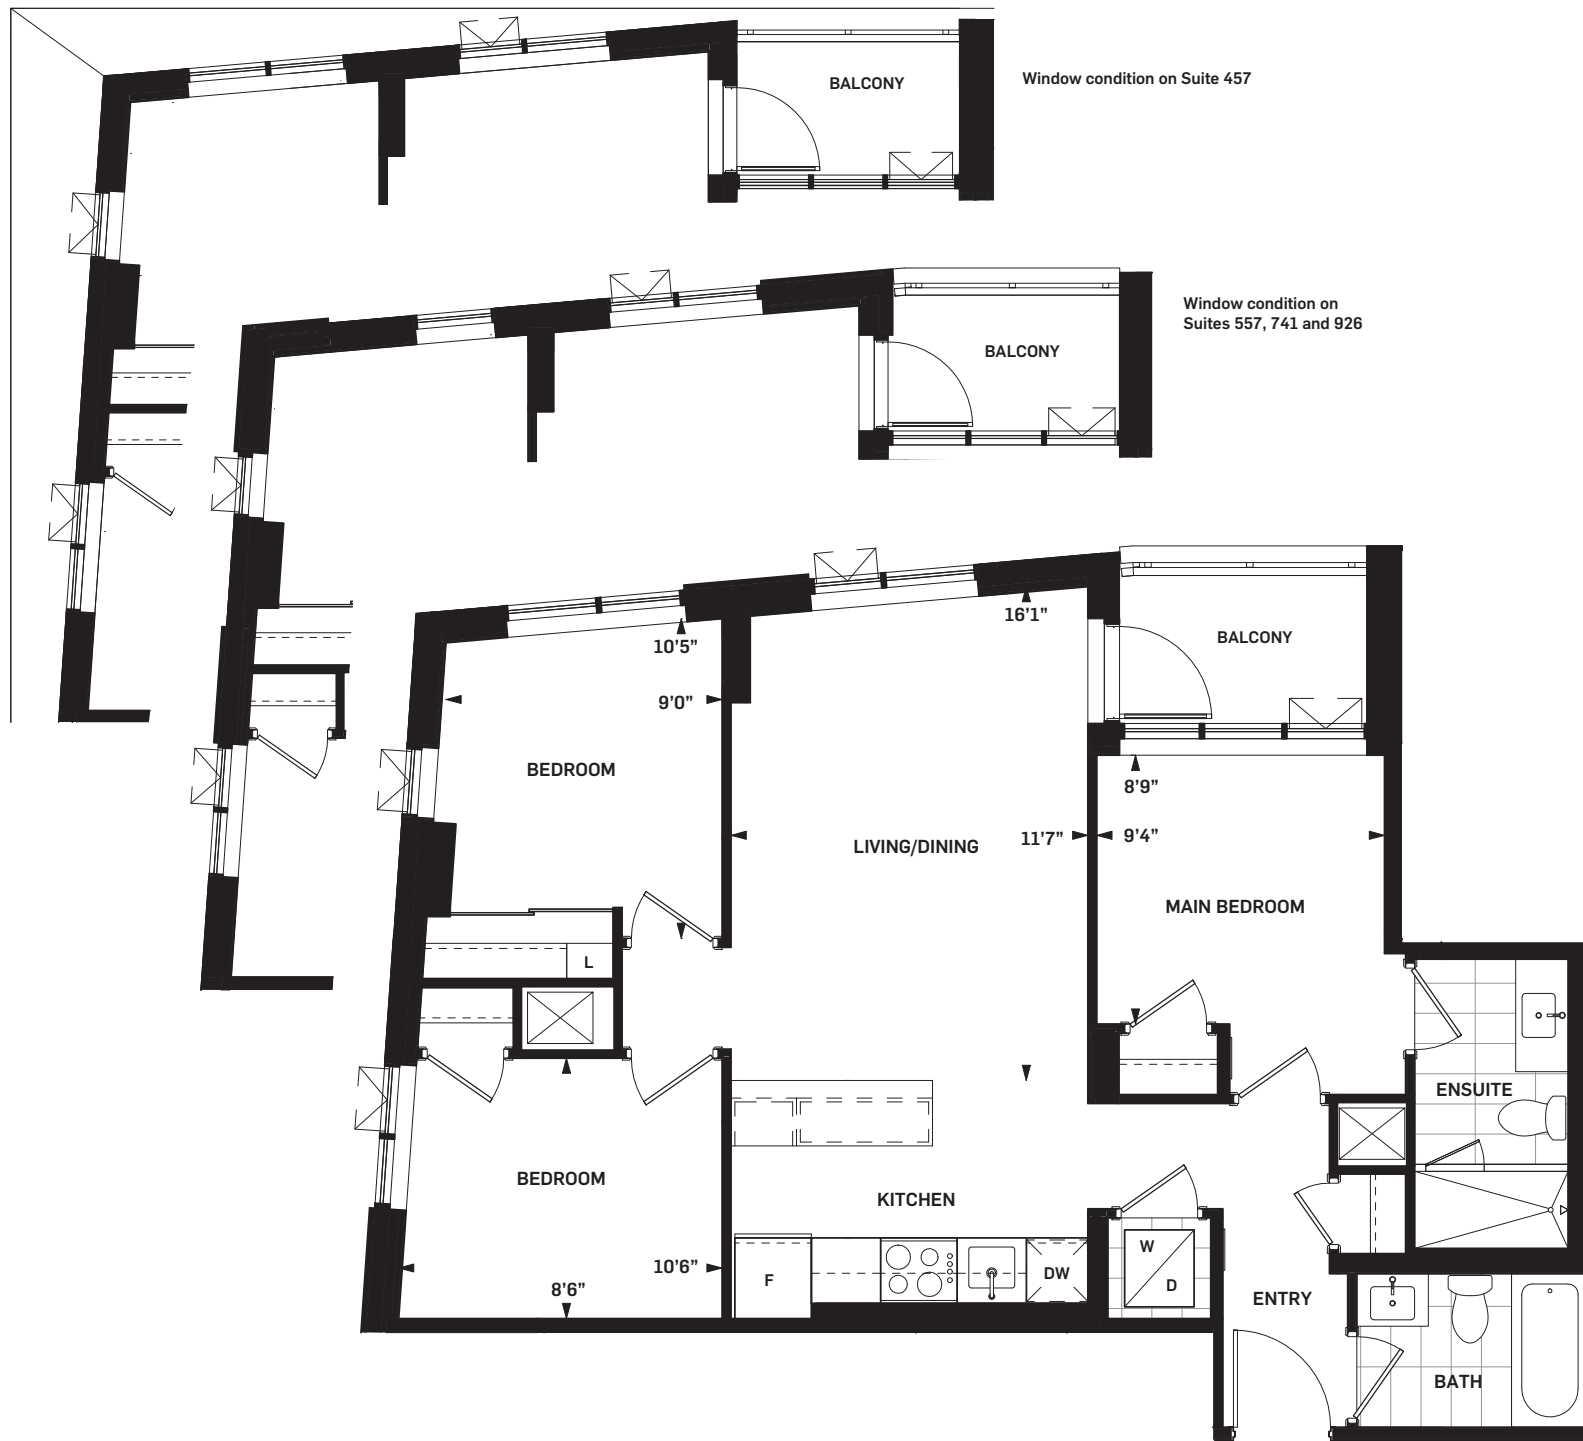 BALCONY
Window condition on Suite 457
BALCONY
Window condition on
Suites 557, 741 and 926
10’5”
16’1”
BALCONY
9’0”
BEDROOM
8’9”
LIVING/DINING
11’7”
9’4”
MAIN BEDROOM
L
ENSUITE
BEDROOM
KITCHEN
W
D
10’6”
8’6”
F
DW
ENTRY
BATH